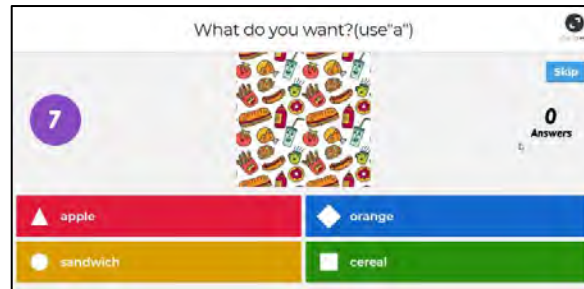 What do you want?(use"a")
Skip
7
0
Answers
apple
orange
sandwich
cereal